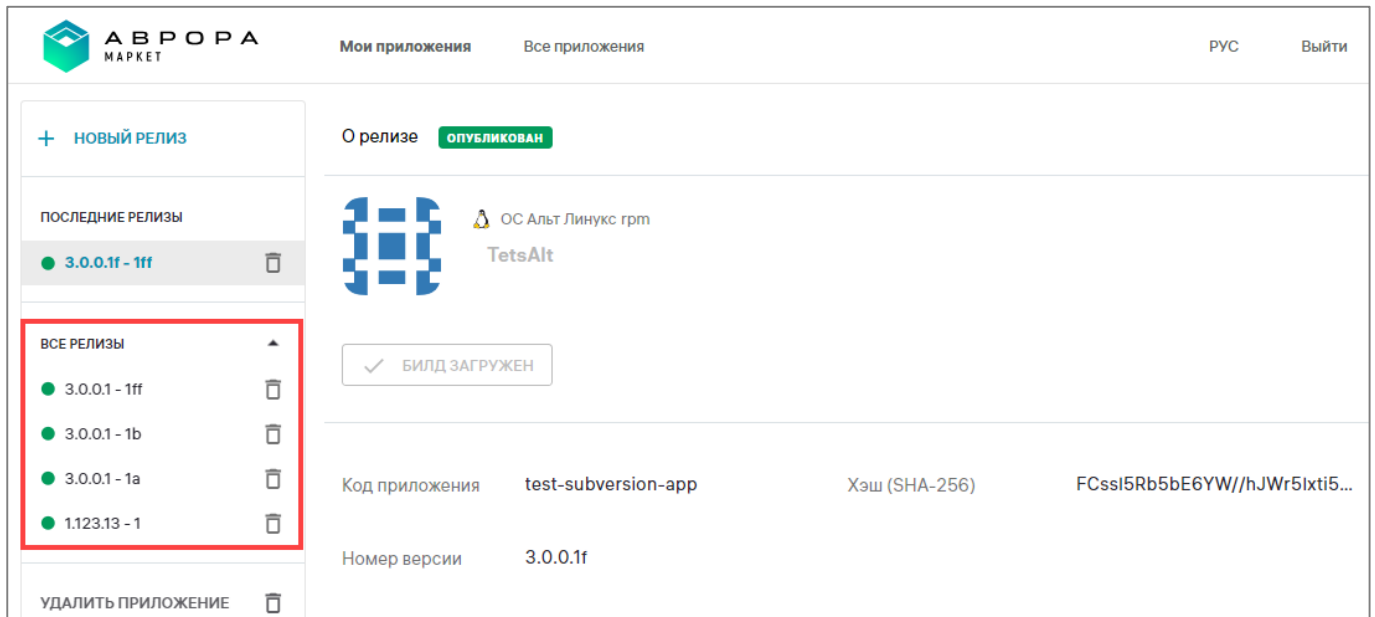 АВРОРА
МАРКЕТ
Мои приложения
Все приложения
РУС
Выйти
НОВЫЙ РЕЛИЗ
ПОСЛЕДНИЕ РЕЛИЗЫ
3.0.0.1f - 1ff
ВСЕ РЕЛИЗЫ
3.0.0.1 - 1ff
3.0.0.1 - 1b
3.0.0.1 - 1a
1.123.13 - 1
УДАЛИТЬ ПРИЛОЖЕНИЕ
О релизе
ОПУБЛИКОВАН
ОС Альт Линукс rpm
TetsAlt
БИЛД ЗАГРУЖЕН
Код приложения
test-subversion-app
Хэш (SHA-256)
FCssI5Rb5bE6YW//hJWr5Ixti5...
Номер версии
3.0.0.1f